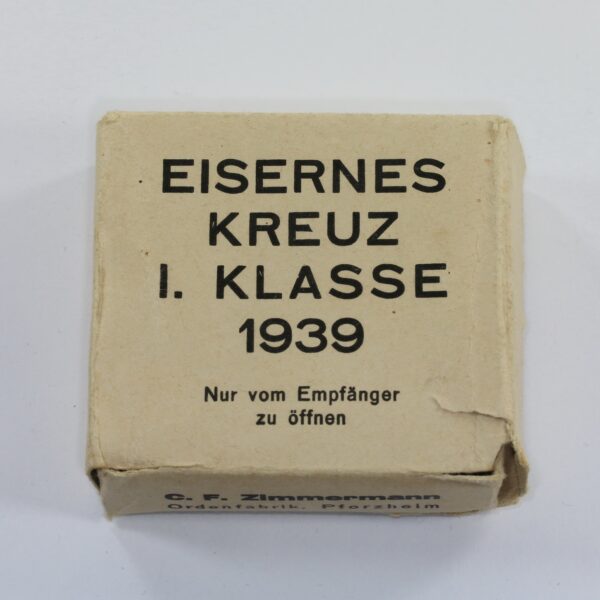 EISERNES
KREUZ
I. KLASSE
1939
Nur vom Empfänger
zu öffnen
C. F. Zimmermann
Ordenfabrik, Pforzheim